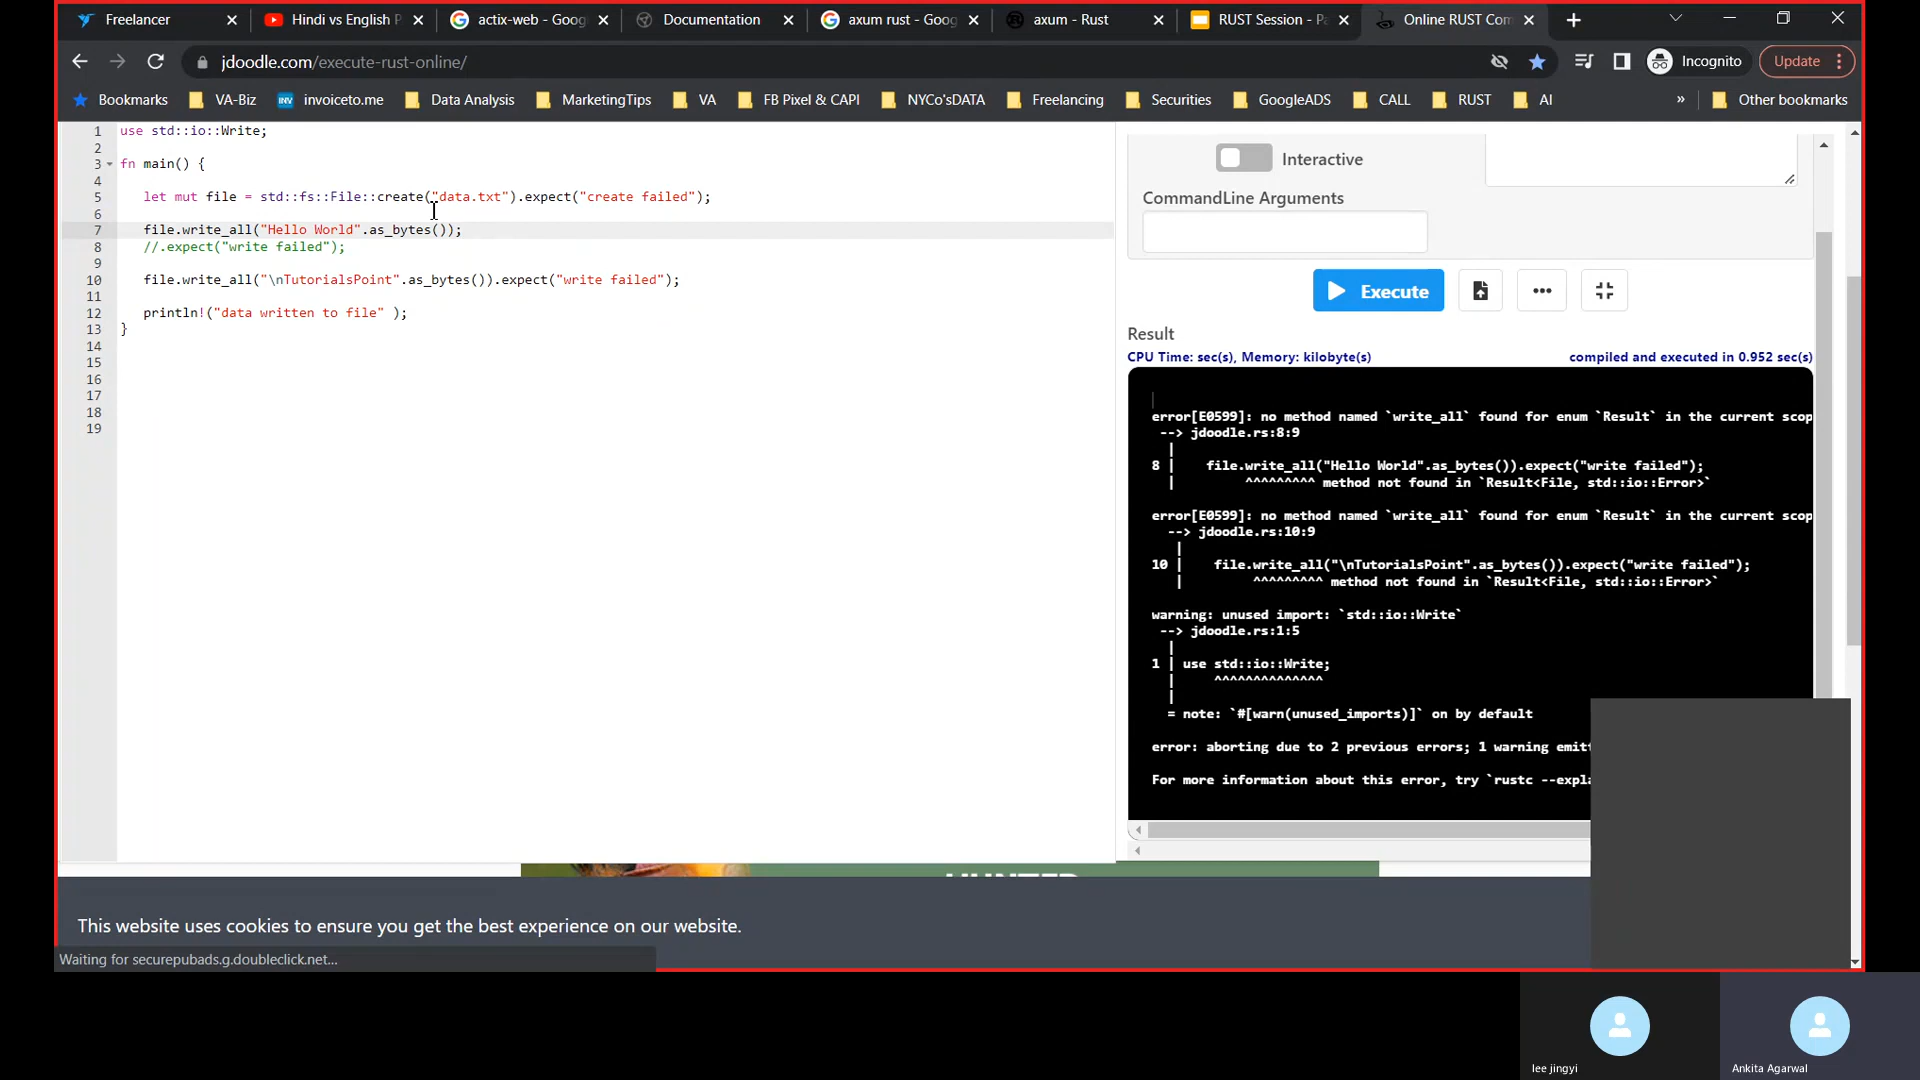 Freelancer
Hindi vs English P
actix-web - Goog
Documentation
axum rust - Goog
axum - Rust
RUST Session - Pa
Online RUST Com
jdoodle.com/execute-rust-online/
Incognito
Update
Bookmarks
VA-Biz
INV
invoiceto.me
Data Analysis
MarketingTips
VA
FB Pixel & CAPI
NYCo'sDATA
Freelancing
Securities
GoogleADS
CALL
RUST
AI
»
Other bookmarks
1 use std::io::Write;
2
3 fn main() {
4
5 let mut file = std::fs::File::create("data.txt").expect("create failed");
6
7 file.write_all("Hello World".as_bytes());
8 //.expect("write failed");
9
10 file.write_all("\nTutorialsPoint".as_bytes()).expect("write failed");
11
12 println!("data written to file" );
13 }
14
15
16
17
18
19
Interactive
CommandLine Arguments
Execute
Result
CPU Time: sec(s), Memory: kilobyte(s)
compiled and executed in 0.952 sec(s)
error[E0599]: no method named `write_all` found for enum `Result` in the current scop
--> jdoodle.rs:8:9
|
8 | file.write_all("Hello World".as_bytes()).expect("write failed");
| ^^^^^^^^^ method not found in `Result<File, std::io::Error>`
error[E0599]: no method named `write_all` found for enum `Result` in the current scop
--> jdoodle.rs:10:9
|
10 | file.write_all("\nTutorialsPoint".as_bytes()).expect("write failed");
| ^^^^^^^^^ method not found in `Result<File, std::io::Error>`
warning: unused import: `std::io::Write`
--> jdoodle.rs:1:5
|
1 | use std::io::Write;
| ^^^^^^^^^^^^^^
|
= note: `#[warn(unused_imports)]` on by default
error: aborting due to 2 previous errors; 1 warning emitt
For more information about this error, try `rustc --expla
This website uses cookies to ensure you get the best experience on our website.
Waiting for securepubads.g.doubleclick.net...
lee jingyi
Ankita Agarwal